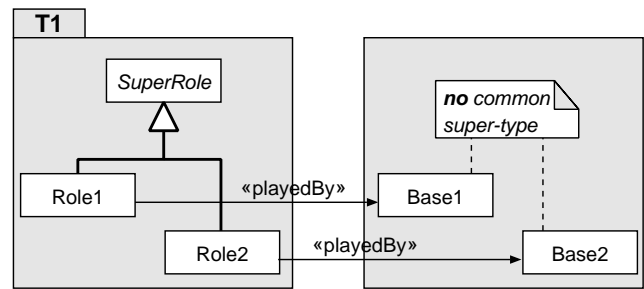 T1
SuperRole
no common
super-type
Role1
«playedBy»
Base1
Role2
«playedBy»
Base2